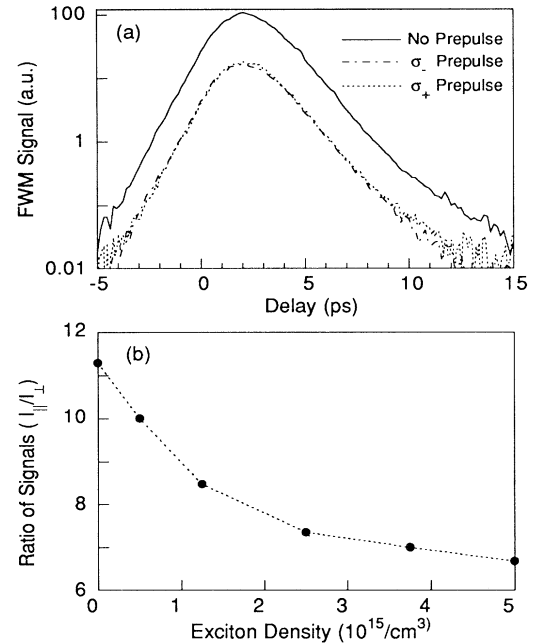 100
(a)
No Prepulse
σ₋ Prepulse
σ₊ Prepulse
FWM Signal (a.u.)
1
0.01
-5
0
5
10
15
Delay (ps)
12
(b)
10
8
6
Ratio of Signals ( I∥/I⊥)
0
1
2
3
4
5
Exciton Density (10¹⁵/cm³)